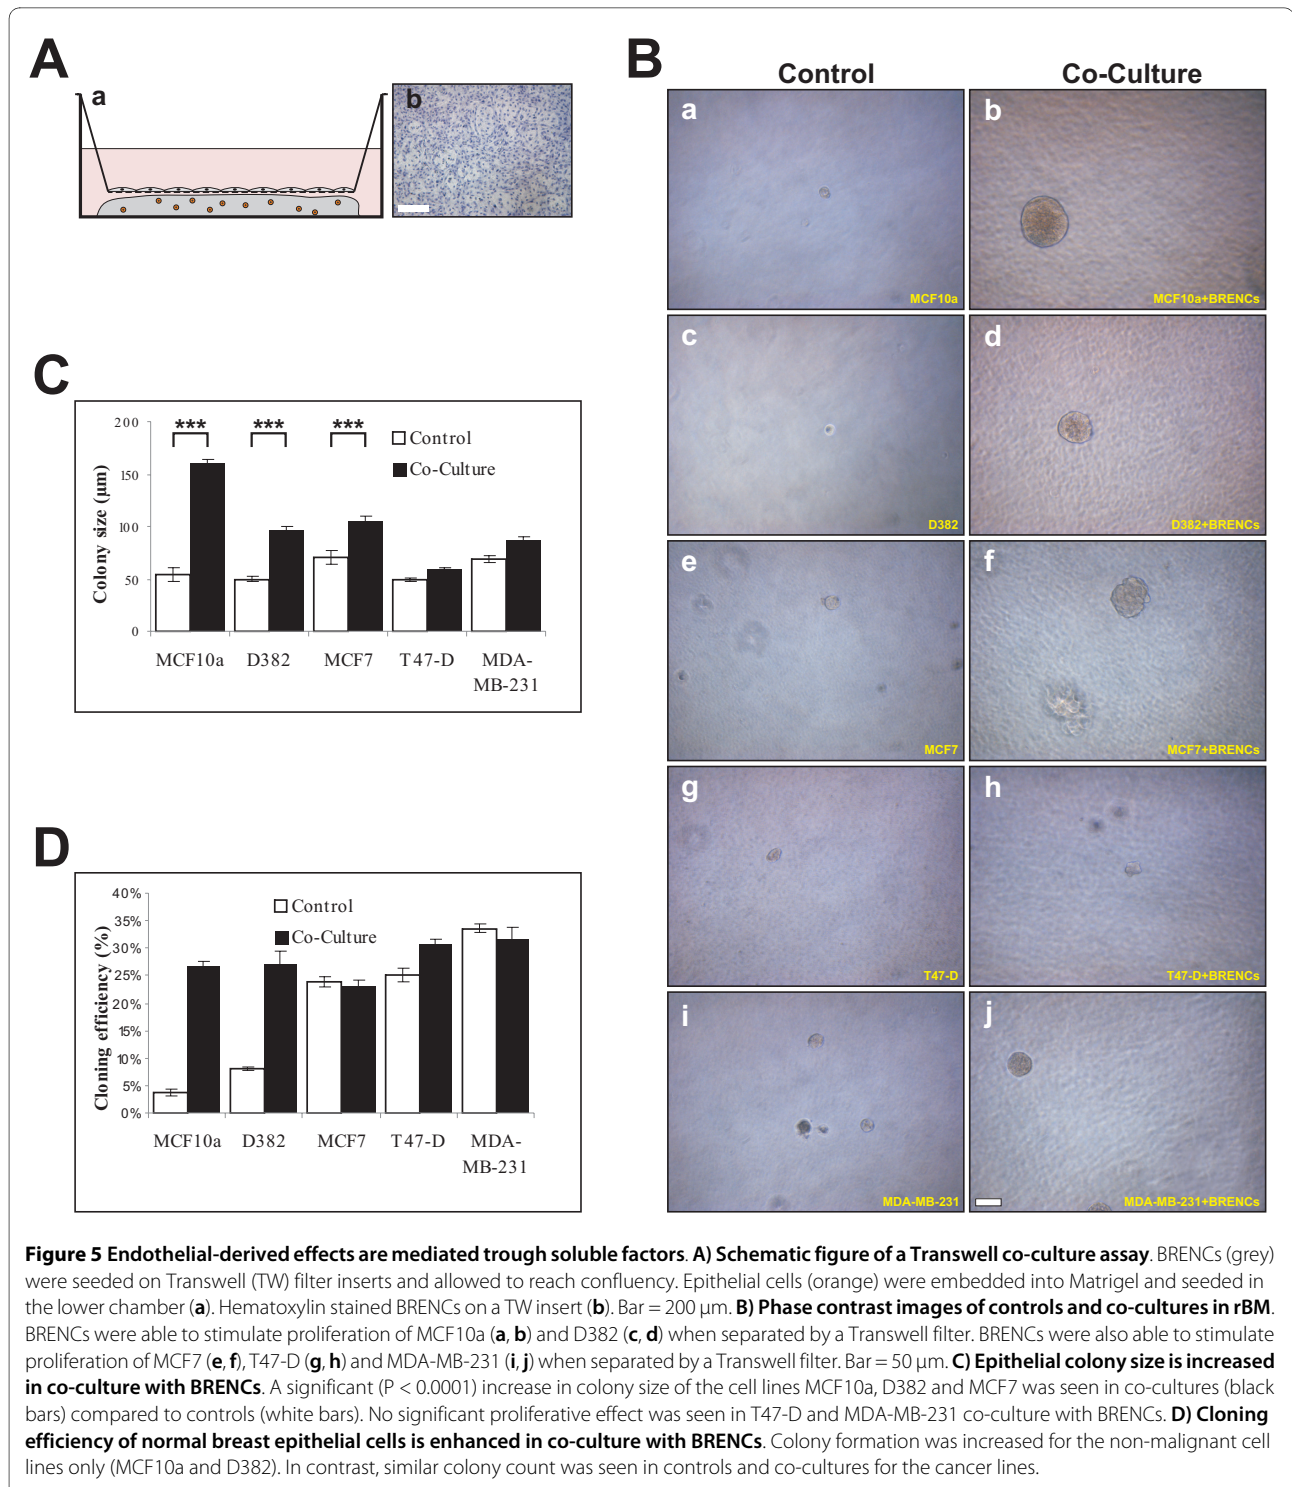 A
a
b
B
Control
Co-Culture
a
MCF10a
b
MCF10a+BRENCs
c
D382
d
D382+BRENCs
e
MCF7
f
MCF7+BRENCs
g
T47-D
h
T47-D+BRENCs
i
MDA-MB-231
j
MDA-MB-231+BRENCs
C
Colony size (µm)
200
150
100
50
0
***
***
***
Control
Co-Culture
MCF10a
D382
MCF7
T47-D
MDA-
MB-231
D
Cloning efficiency (%)
40%
35%
30%
25%
20%
15%
10%
5%
0%
Control
Co-Culture
MCF10a
D382
MCF7
T47-D
MDA-
MB-231
Figure 5 Endothelial-derived effects are mediated trough soluble factors. A) Schematic figure of a Transwell co-culture assay. BRENCs (grey)
were seeded on Transwell (TW) filter inserts and allowed to reach confluency. Epithelial cells (orange) were embedded into Matrigel and seeded in
the lower chamber (a). Hematoxylin stained BRENCs on a TW insert (b). Bar = 200 µm. B) Phase contrast images of controls and co-cultures in rBM.
BRENCs were able to stimulate proliferation of MCF10a (a, b) and D382 (c, d) when separated by a Transwell filter. BRENCs were also able to stimulate
proliferation of MCF7 (e, f), T47-D (g, h) and MDA-MB-231 (i, j) when separated by a Transwell filter. Bar = 50 µm. C) Epithelial colony size is increased
in co-culture with BRENCs. A significant (P < 0.0001) increase in colony size of the cell lines MCF10a, D382 and MCF7 was seen in co-cultures (black
bars) compared to controls (white bars). No significant proliferative effect was seen in T47-D and MDA-MB-231 co-culture with BRENCs. D) Cloning
efficiency of normal breast epithelial cells is enhanced in co-culture with BRENCs. Colony formation was increased for the non-malignant cell
lines only (MCF10a and D382). In contrast, similar colony count was seen in controls and co-cultures for the cancer lines.